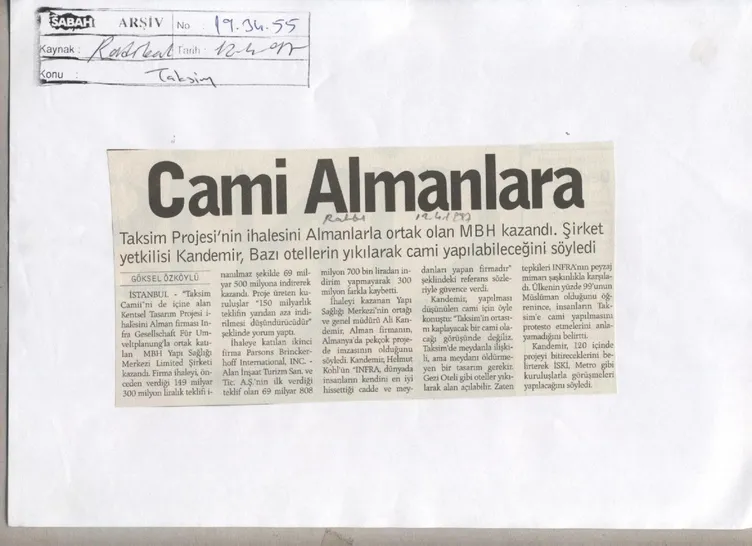 SABAH ARŞİV No 19.34.55
Kaynak : Radikal Tarih :
Konu : Taksim
Cami Almanlara
Taksim Projesi'nin ihalesini Almanlarla ortak olan MBH kazandı. Şirket
yetkilisi Kandemir, Bazı otellerin yıkılarak cami yapılabileceğini söyledi
GÖKSEL ÖZKÖYLÜ
İSTANBUL - "Taksim
Camii'ni de içine alan
Kentsel Tasarım Projesi i-
halesini Alman firması In-
fra Gesellschaft Für Um-
veltplanung'la ortak katı-
lan MBH Yapı Sağlığı
Merkezi Limited Şirketi
kazandı. Firma ihaleyi, ön-
ceden verdiği 149 milyar
300 milyon liralık teklifi i-
nanılmaz şekilde 69 mil-
yar 500 milyona indirerek
kazandı. Proje üreten ku-
ruluşlar "150 milyarlık
teklifin yarıdan aza indi-
rilmesi düşündürücüdür"
şeklinde yorum yaptı.
İhaleye katılan ikinci
firma Parsons Brincker-
hoff International, INC. -
Alan İnşaat Turizm San. ve
Tic. A.Ş.'nin ilk verdiği
teklif olan 69 milyar 808
milyon 700 bin liradan in-
dirim yapmayarak 300
milyon farkla kaybetti.
İhaleyi kazanan Yapı
Sağlığı Merkezi'nin ortağı
ve genel müdürü Ali Kan-
demir, Alman firmanın,
Almanya'da pekçok proje-
de imzasının olduğunu
söyledi. Kandemir, Helmut
Kohl'ün "INFRA, dünyada
insanların kendini en iyi
hissettiği cadde ve mey-
danları yapan firmadır"
şeklindeki referans sözle-
riyle güvence verdi.
Kandemir, yapılması
düşünülen cami için öyle
konuştu: "Taksim'in ortası-
nı kaplayacak bir cami ola-
cağı görüşünde değiliz.
Taksim'de meydanla ilişki-
li, ama meydanı öldürme-
yen bir tasarım gerekir.
Gezi Oteli gibi oteller yıkı-
larak alan açılabilir. Zaten
tepkileri INFRA'nın peyzaj
mimarı şaşkınlıkla karşıla-
dı. Ülkenin yüzde 99'unun
Müslüman olduğunu öğ-
renince, insanların Tak-
sim'e cami yapılmasını
protesto etmelerini anla-
yamadığını belirtti.
Kandemir, 120 içinde
projeyi bitireceklerini be-
lirterek İSKİ, Metro gibi
kuruluşlarla görüşmeleri
yapılacağını söyledi.